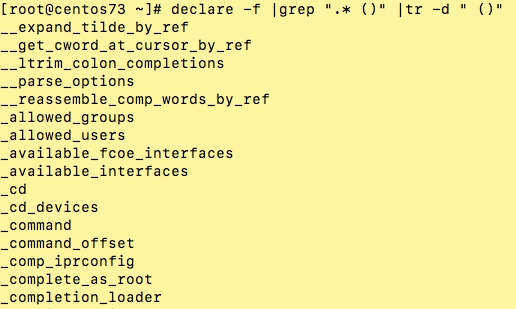 [root@centos73 ~]# declare -f |grep ".* ()" |tr -d " ()"
__expand_tilde_by_ref
__get_cword_at_cursor_by_ref
__ltrim_colon_completions
__parse_options
__reassemble_comp_words_by_ref
_allowed_groups
_allowed_users
_available_fcoe_interfaces
_available_interfaces
_cd
_cd_devices
_command
_command_offset
_comp_iprconfig
_complete_as_root
_completion_loader